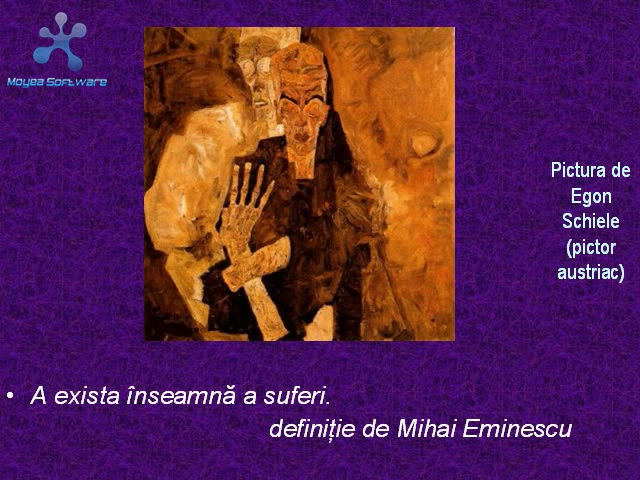 Moyea Software
Pictura de
Egon
Schiele
(pictor
austriac)
• A exista înseamnă a suferi.
definiție de Mihai Eminescu